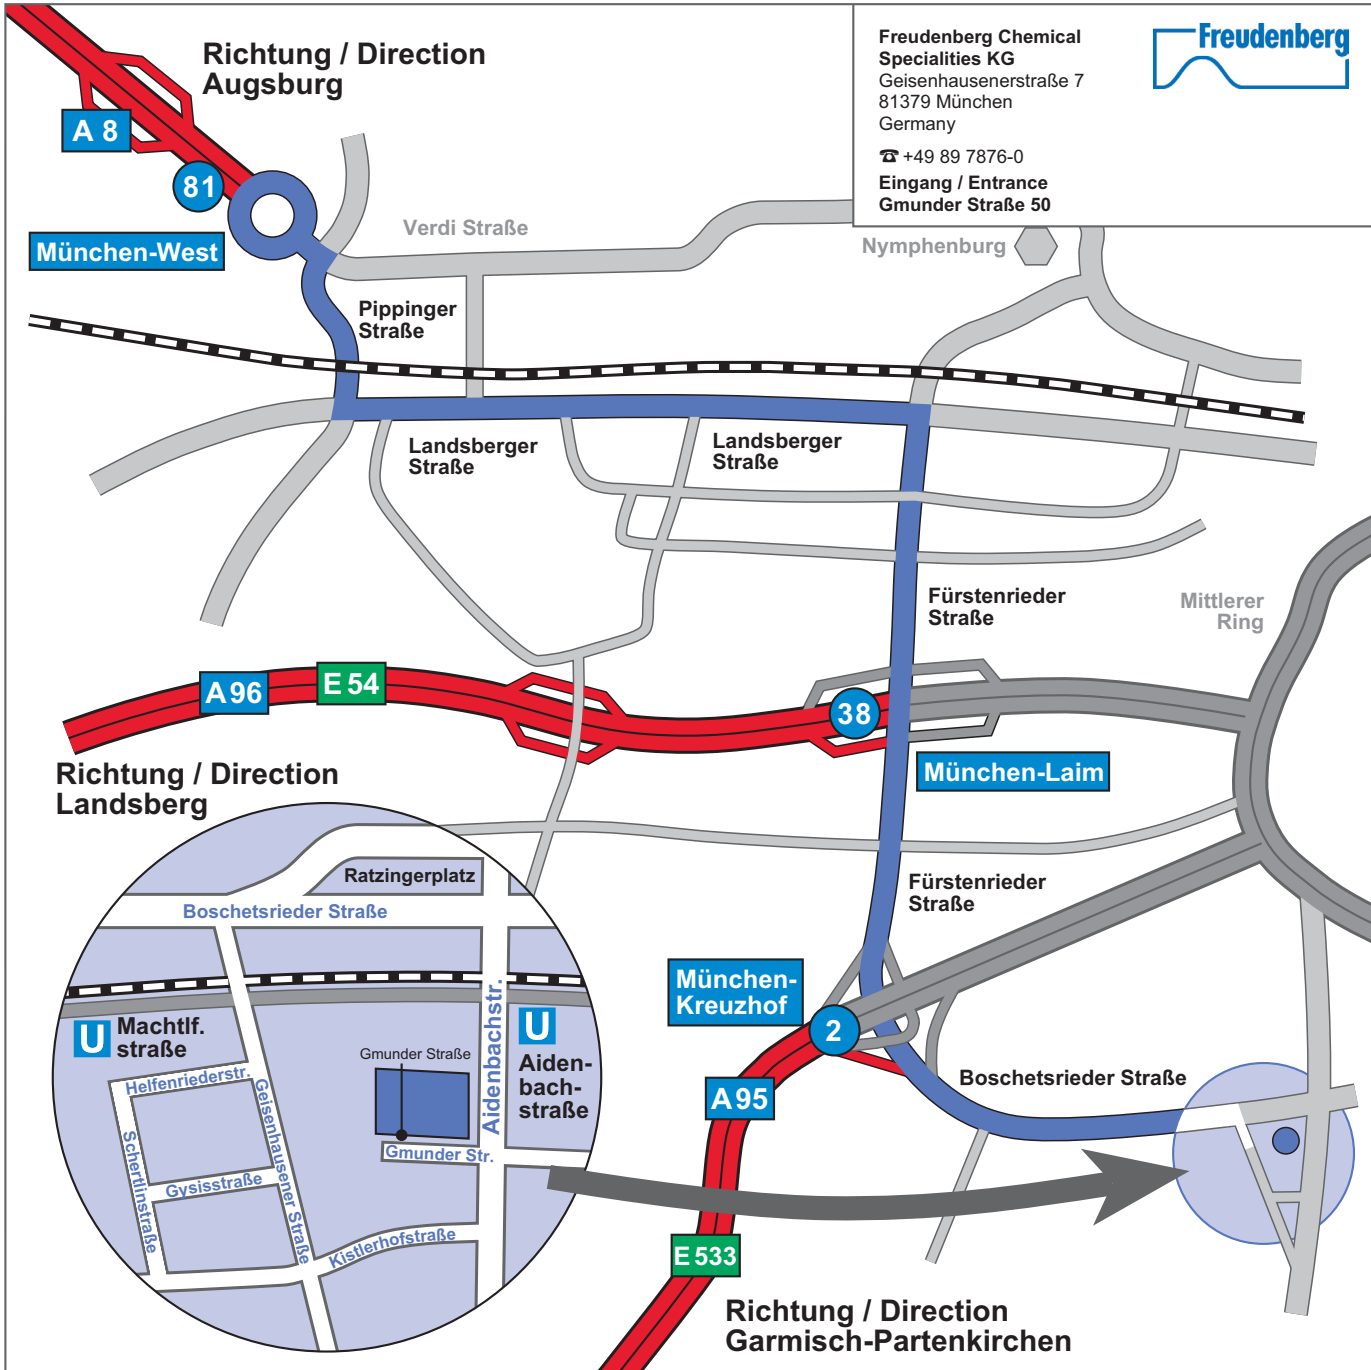 Richtung / Direction
Augsburg
A 8
81
München-West
Freudenberg Chemical
Specialities KG
Geisenhausenerstraße 7
81379 München
Germany
☎ +49 89 7876-0
Eingang / Entrance
Gmunder Straße 50
Freudenberg
Verdi Straße
Nymphenburg
Pippinger
Straße
Landsberger
Straße
Landsberger
Straße
Fürstenrieder
Straße
Mittlerer
Ring
A 96
E 54
38
München-Laim
Richtung / Direction
Landsberg
Fürstenrieder
Straße
München-
Kreuzhof
2
A 95
Boschetsrieder Straße
E 533
Richtung / Direction
Garmisch-Partenkirchen
Ratzingerplatz
Boschetsrieder Straße
U
Machtlf.
straße
U
Aiden-
bach-
straße
Aidenbachstr.
Gmunder Straße
Gmunder Str.
Helfenriederstr.
Geisenhausener Straße
Schertlinstraße
Gysisstraße
Kistlerhofstraße